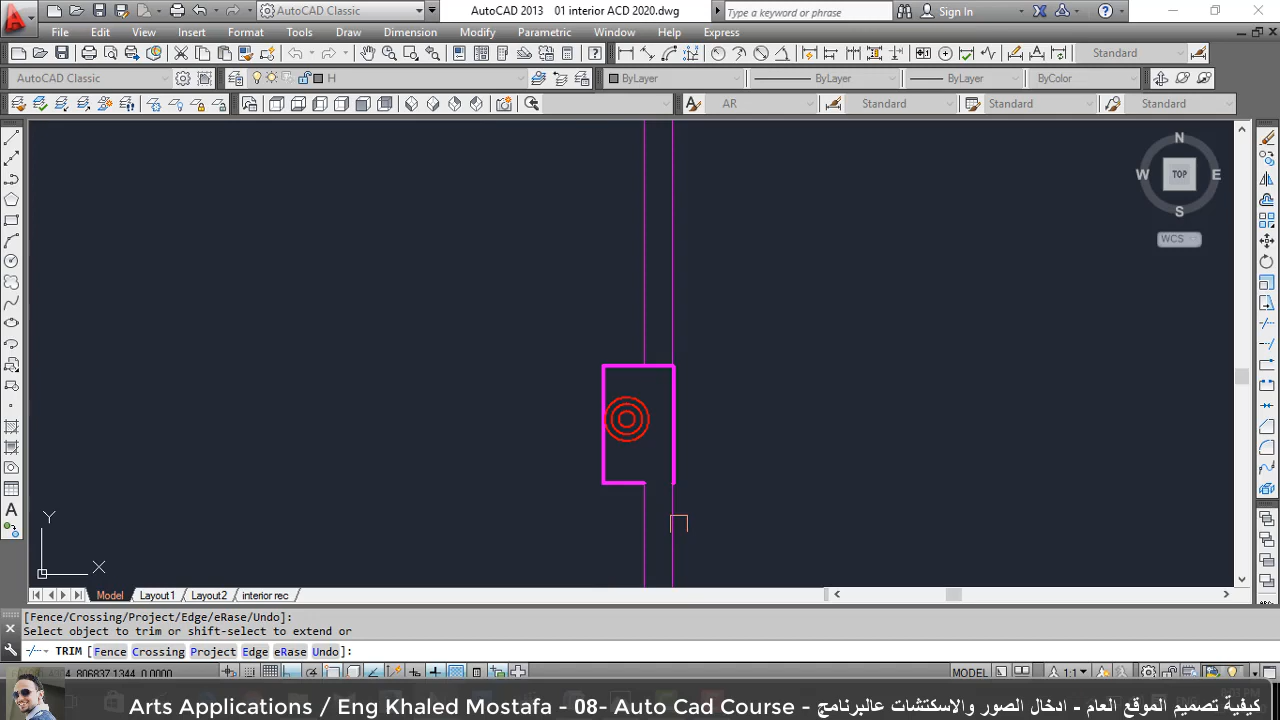 AutoCAD Classic
AutoCAD 2013 01 interior ACD 2020.dwg
Type a keyword or phrase
Sign In
File Edit View Insert Format Tools Draw Dimension Modify Parametric Window Help Express
Standard
AutoCAD Classic
H
ByLayer
ByLayer
ByLayer
ByColor
AR
Standard
Standard
Standard
N
W
TOP
E
S
WCS
Y
X
Model Layout1 Layout2 interior rec
[Fence/Crossing/Project/Edge/eRase/Undo]:
Select object to trim or shift-select to extend or
TRIM [Fence Crossing Project Edge eRase Undo]:
MODEL
1:1
Arts Applications / Eng Khaled Mostafa - 08- Auto Cad Course - كيفية تصميم الموقع العام - ادخال الصور والاسكتشات عالبرنامج